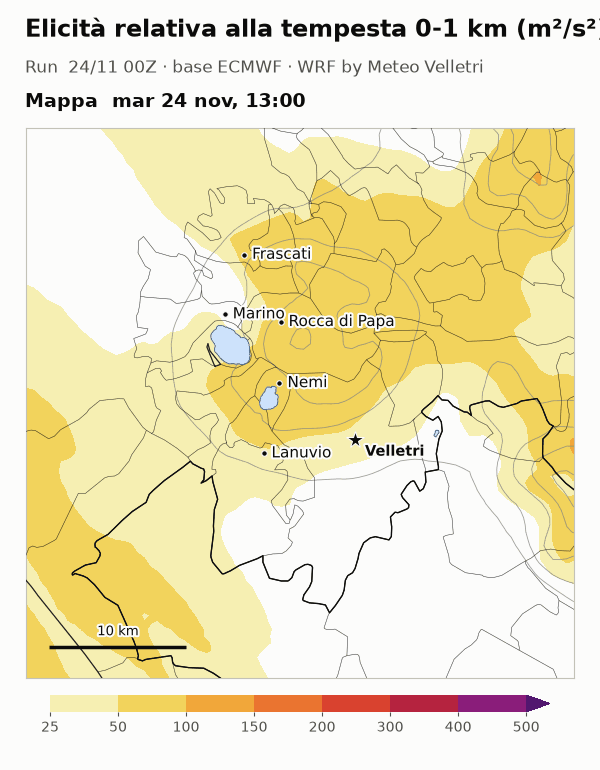 Elicità relativa alla tempesta 0-1 km (m²/s²)
Run  24/11 00Z · base ECMWF · WRF by Meteo Velletri
Mappa  mar 24 nov, 13:00
Frascati
Marino
Rocca di Papa
Nemi
Velletri
Lanuvio
10 km
25 50 100 150 200 300 400 500